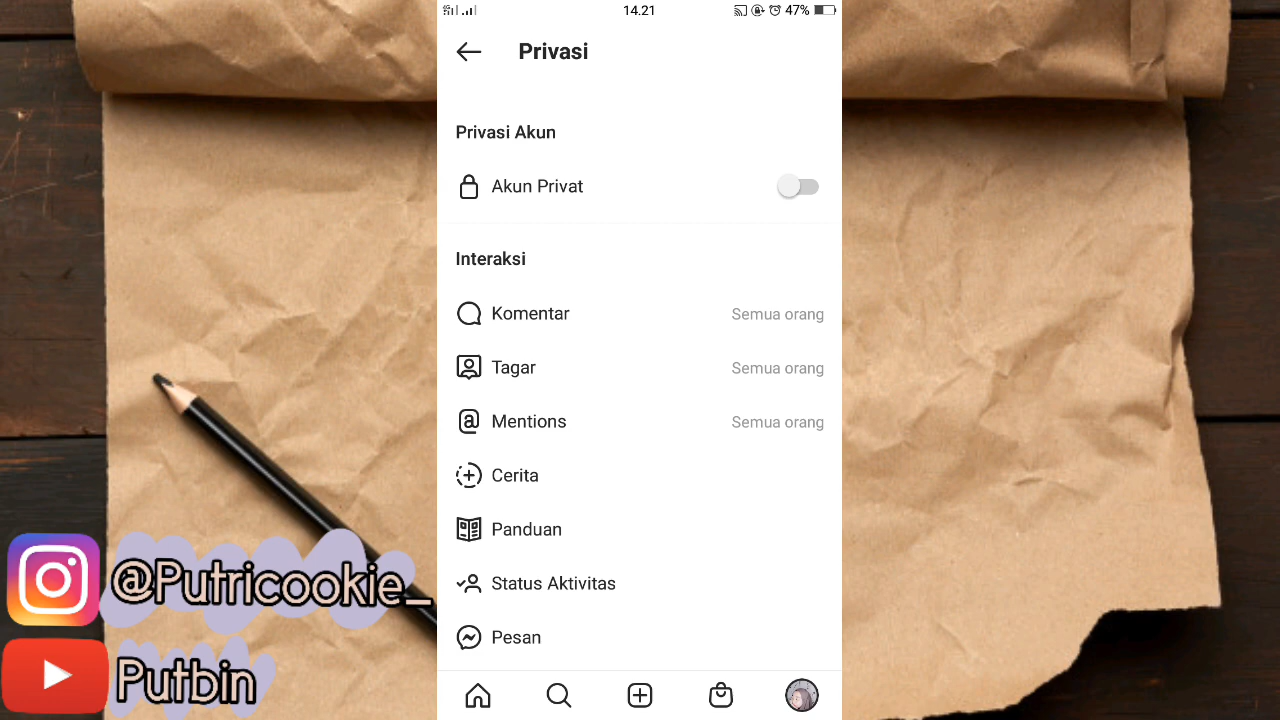 14.21
47%
Privasi
Privasi Akun
Akun Privat
Interaksi
Komentar Semua orang
Tagar Semua orang
Mentions Semua orang
Cerita
Panduan
Status Aktivitas
Pesan
@Putricookie_
Putbin